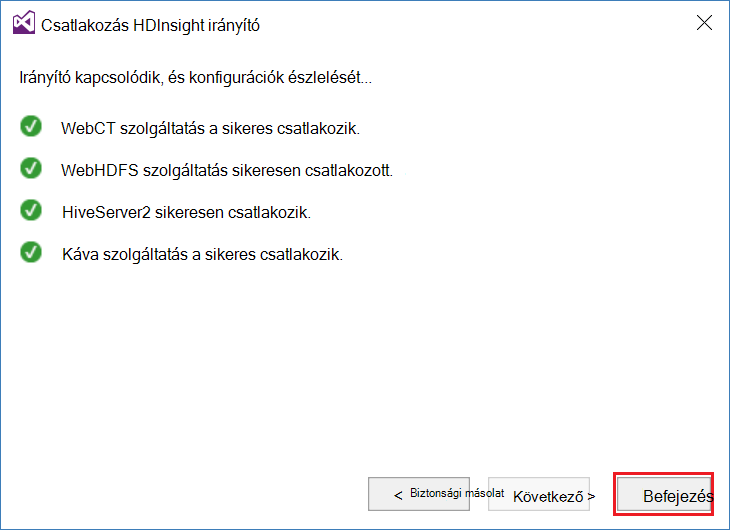 Csatlakozás HDInsight irányító
Irányító kapcsolódik, és konfigurációk észlelését...
WebCT szolgáltatás a sikeres csatlakozik.
WebHDFS szolgáltatás sikeresen csatlakozott.
HiveServer2 sikeresen csatlakozik.
Káva szolgáltatás a sikeres csatlakozik.
< Biztonsági másolat Következő > Befejezés